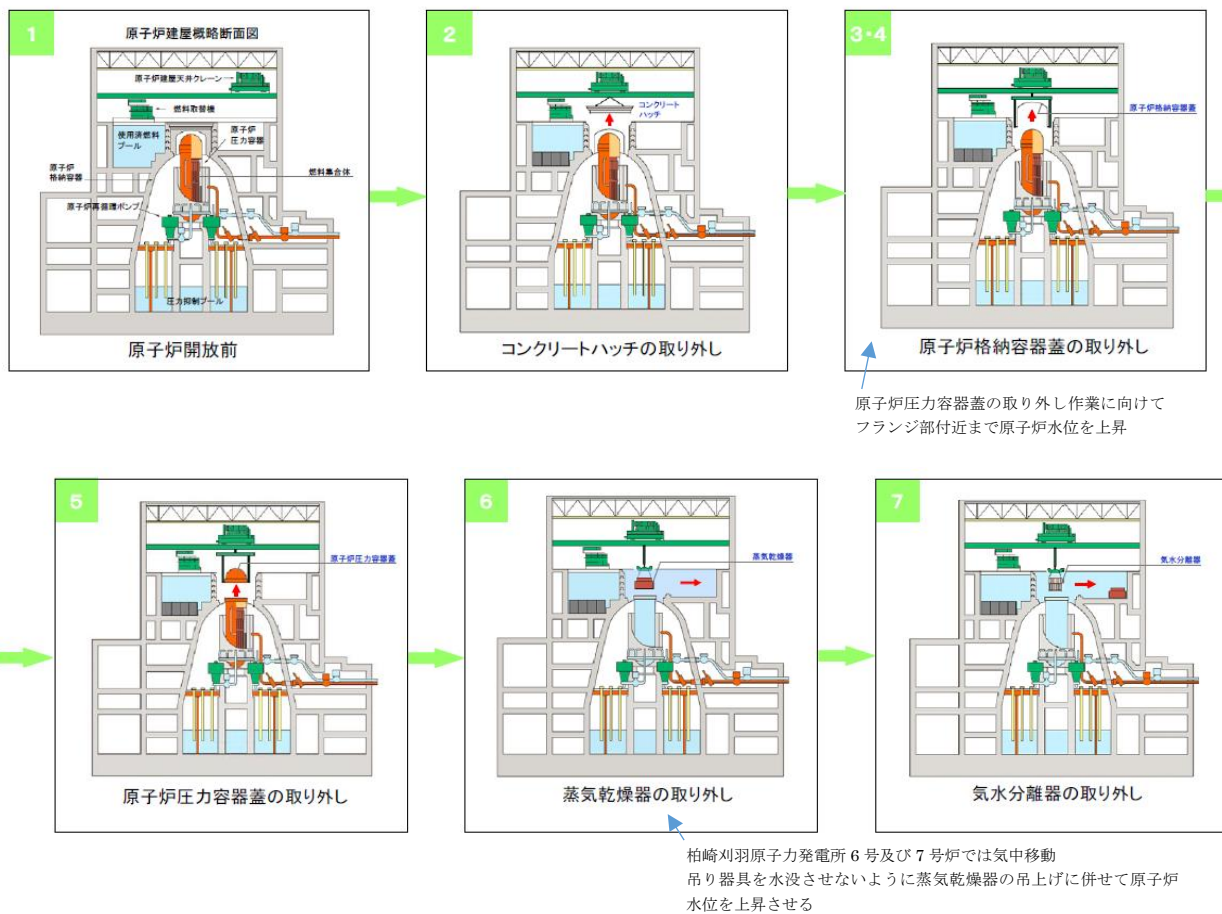 1
原子炉建屋概略断面図
原子炉建屋天井クレーン
燃料取替機
使用済燃料
プール
原子炉
圧力容器
原子炉
格納容器
燃料集合体
原子炉再循環ポンプ
圧力抑制プール
原子炉開放前
2
コンクリート
ハッチ
コンクリートハッチの取り外し
3・4
原子炉格納容器蓋
原子炉格納容器蓋の取り外し
原子炉圧力容器蓋の取り外し作業に向けて
フランジ部付近まで原子炉水位を上昇
5
原子炉圧力容器蓋
原子炉圧力容器蓋の取り外し
6
蒸気乾燥器
蒸気乾燥器の取り外し
柏崎刈羽原子力発電所 6 号及び 7 号炉では気中移動
吊り器具を水没させないように蒸気乾燥器の吊上げに併せて原子炉
水位を上昇させる
7
気水分離器
気水分離器の取り外し